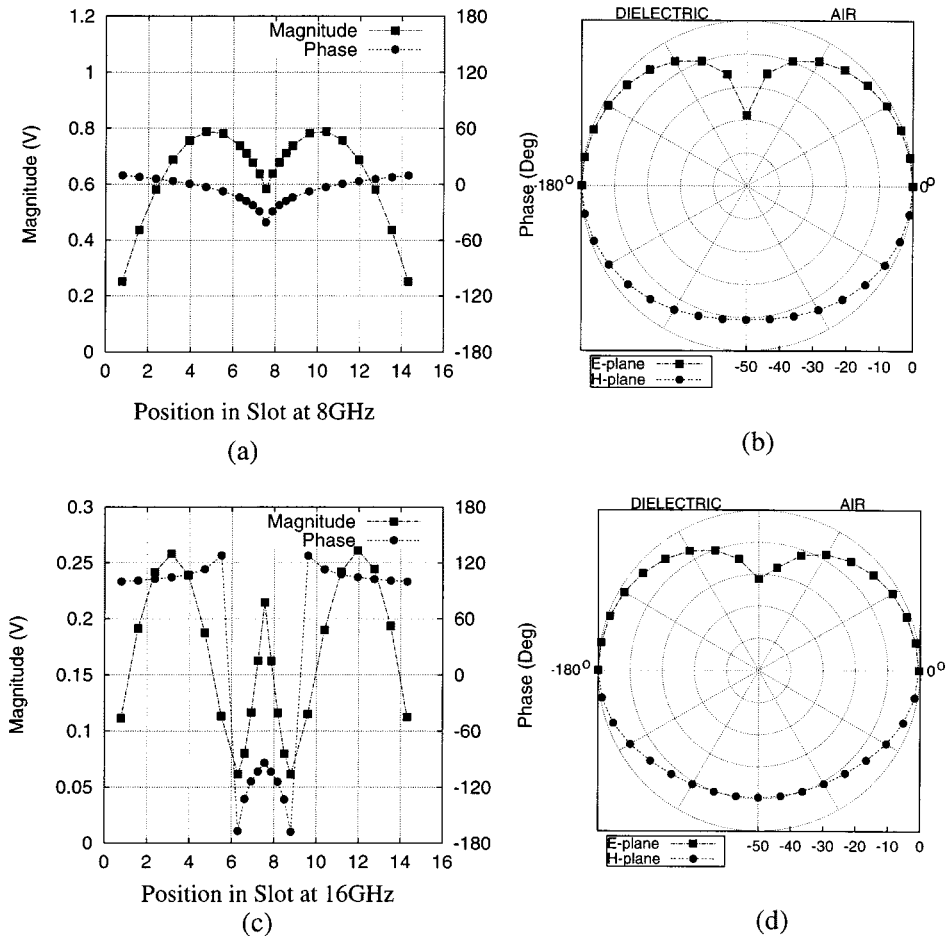 1.2
1
0.8
0.6
0.4
0.2
0
Magnitude (V)
Magnitude
Phase
180
120
60
0
-60
-120
-180
Phase (Deg)
0 2 4 6 8 10 12 14 16
Position in Slot at 8GHz
(a)
DIELECTRIC AIR
-180° 0°
E-plane
H-plane
-50 -40 -30 -20 -10 0
(b)
0.3
0.25
0.2
0.15
0.1
0.05
0
Magnitude (V)
Magnitude
Phase
180
120
60
0
-60
-120
-180
Phase (Deg)
0 2 4 6 8 10 12 14 16
Position in Slot at 16GHz
(c)
DIELECTRIC AIR
-180° 0°
E-plane
H-plane
-50 -40 -30 -20 -10 0
(d)